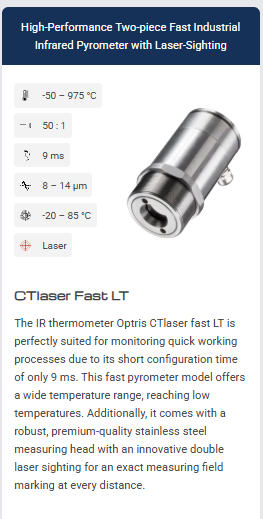 High-Performance Two-piece Fast Industrial
Infrared Pyrometer with Laser-Sighting
-50 – 975 °C
50 : 1
9 ms
8 – 14 µm
-20 – 85 °C
Laser
CTlaser Fast LT
The IR thermometer Optris CTlaser fast LT is
perfectly suited for monitoring quick working
processes due to its short configuration time
of only 9 ms. This fast pyrometer model offers
a wide temperature range, reaching low
temperatures. Additionally, it comes with a
robust, premium-quality stainless steel
measuring head with an innovative double
laser sighting for an exact measuring field
marking at every distance.